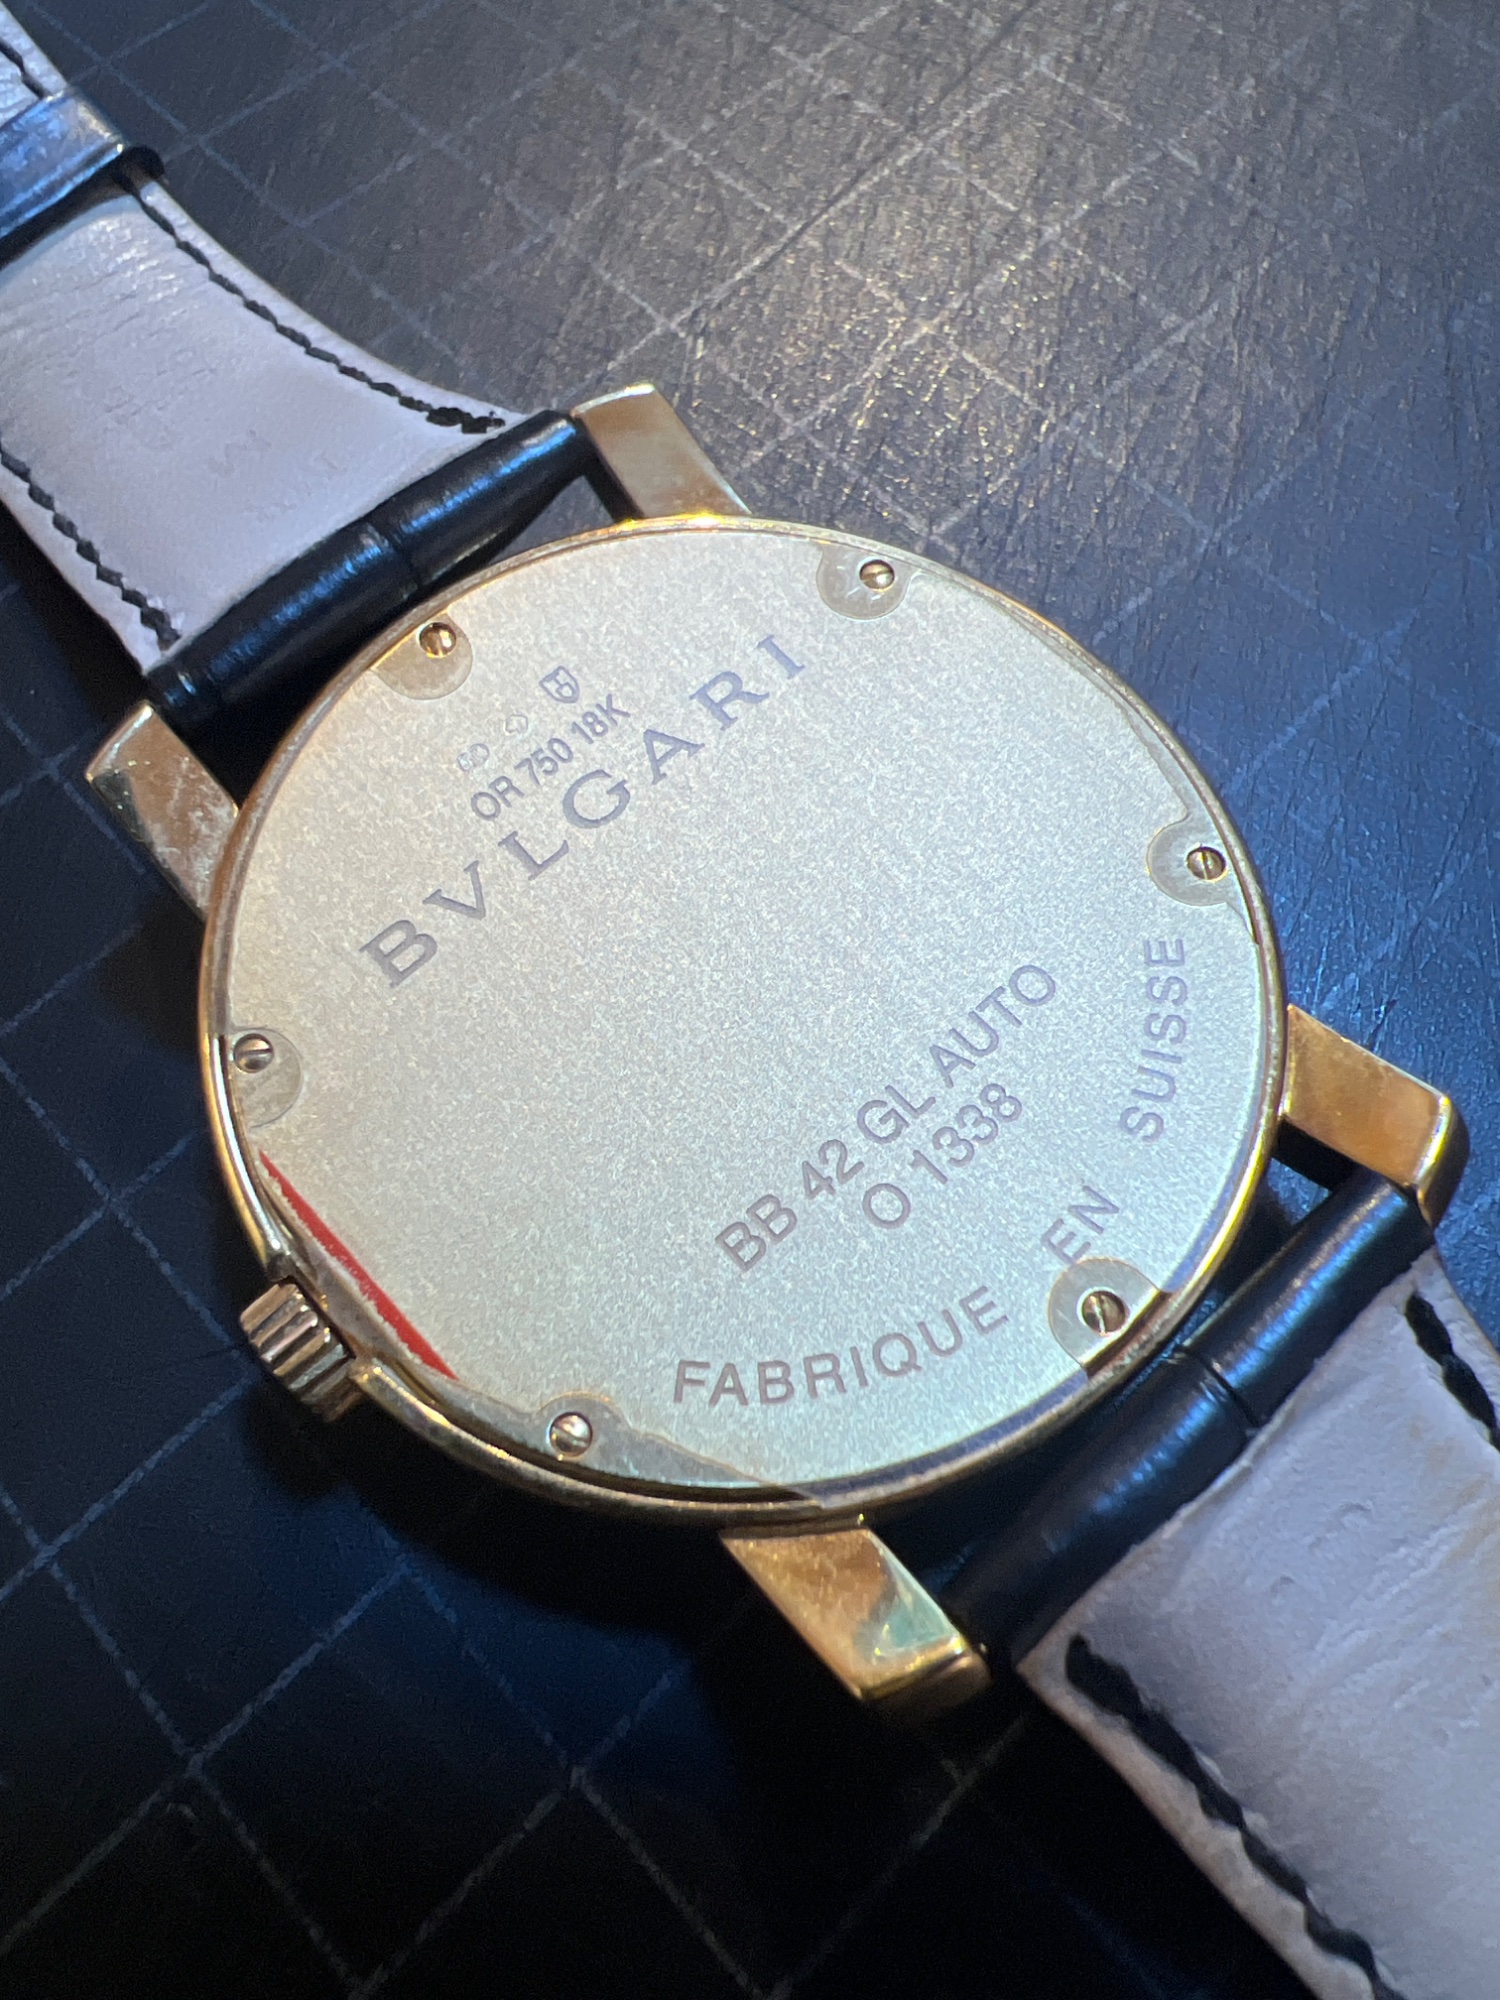 OR 750 18K
BVLGARI
BB 42 GL AUTO
O 1338
FABRIQUE EN SUISSE